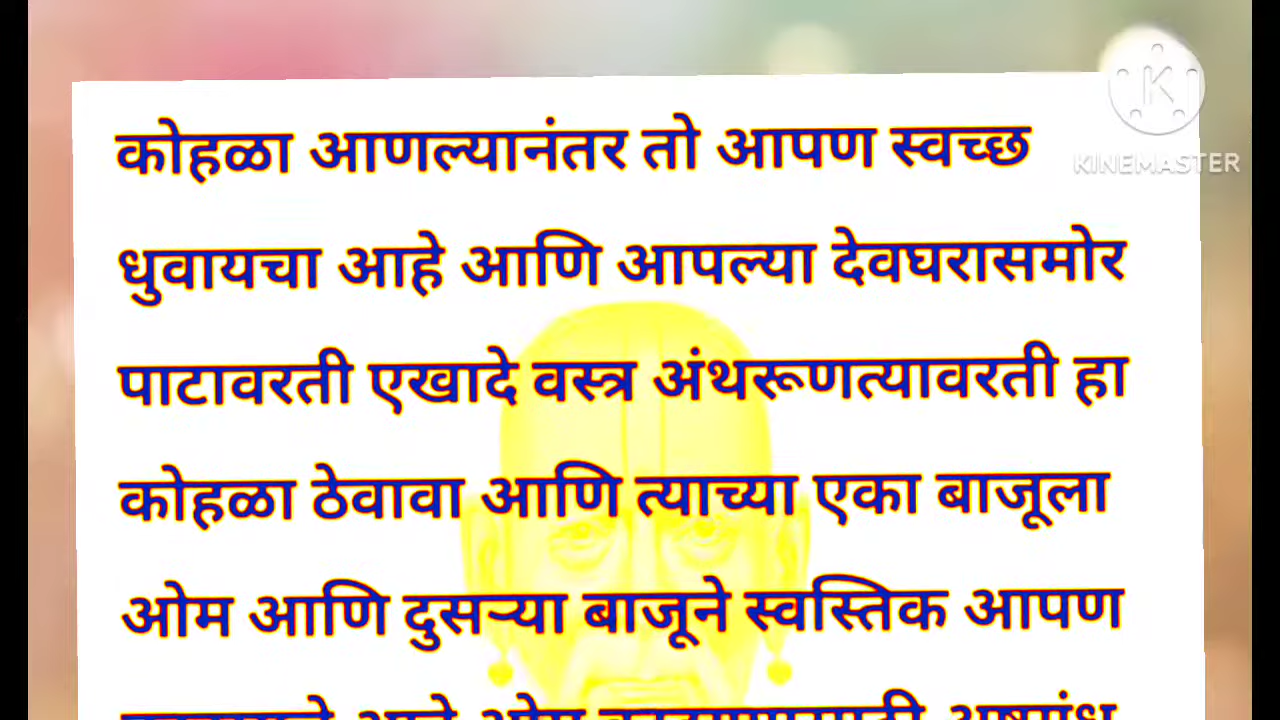 कोहळा आणल्यानंतर तो आपण स्वच्छ
धुवायचा आहे आणि आपल्या देवघरासमोर
पाटावरती एखादे वस्त्र अंथरूणत्यावरती हा
कोहळा ठेवावा आणि त्याच्या एका बाजूला
ओम आणि दुसऱ्या बाजूने स्वस्तिक आपण
KINEMASTER